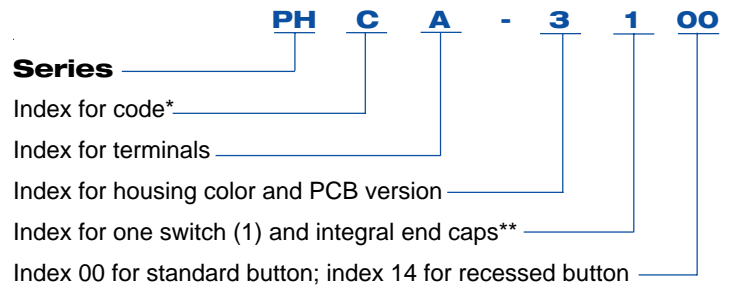 PH C A - 3 1 00
Series
Index for code*
Index for terminals
Index for housing color and PCB version
Index for one switch (1) and integral end caps**
Index 00 for standard button; index 14 for recessed button